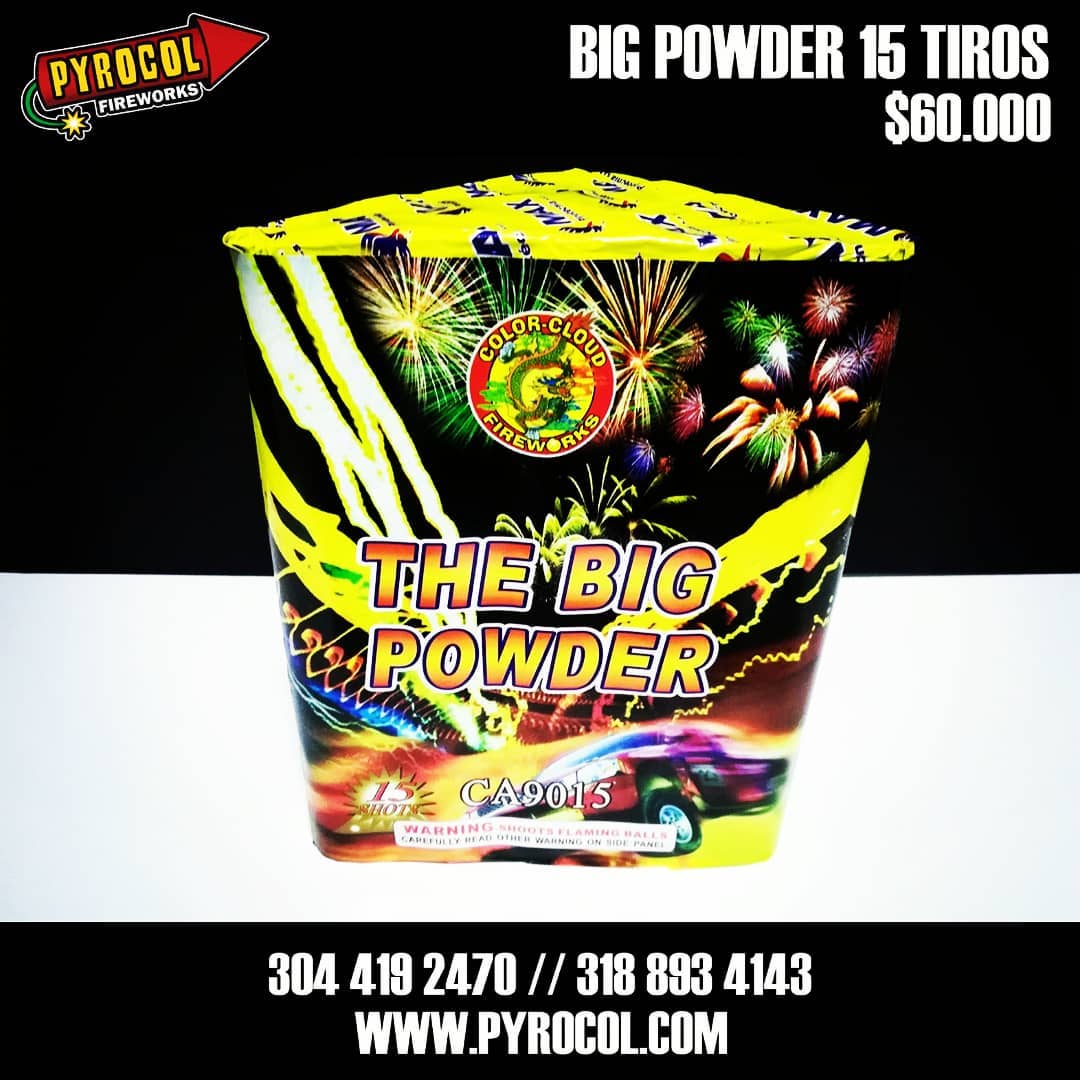 PYROCOL
FIREWORKS
BIG POWDER 15 TIROS
$60.000
MAX
COLOR-CLOUD
FIREWORKS
THE BIG
POWDER
15
SHOTS
CA9015
WARNING SHOOTS FLAMING BALLS
CAREFULLY READ OTHER WARNING ON SIDE PANEL
304 419 2470 // 318 893 4143
WWW.PYROCOL.COM